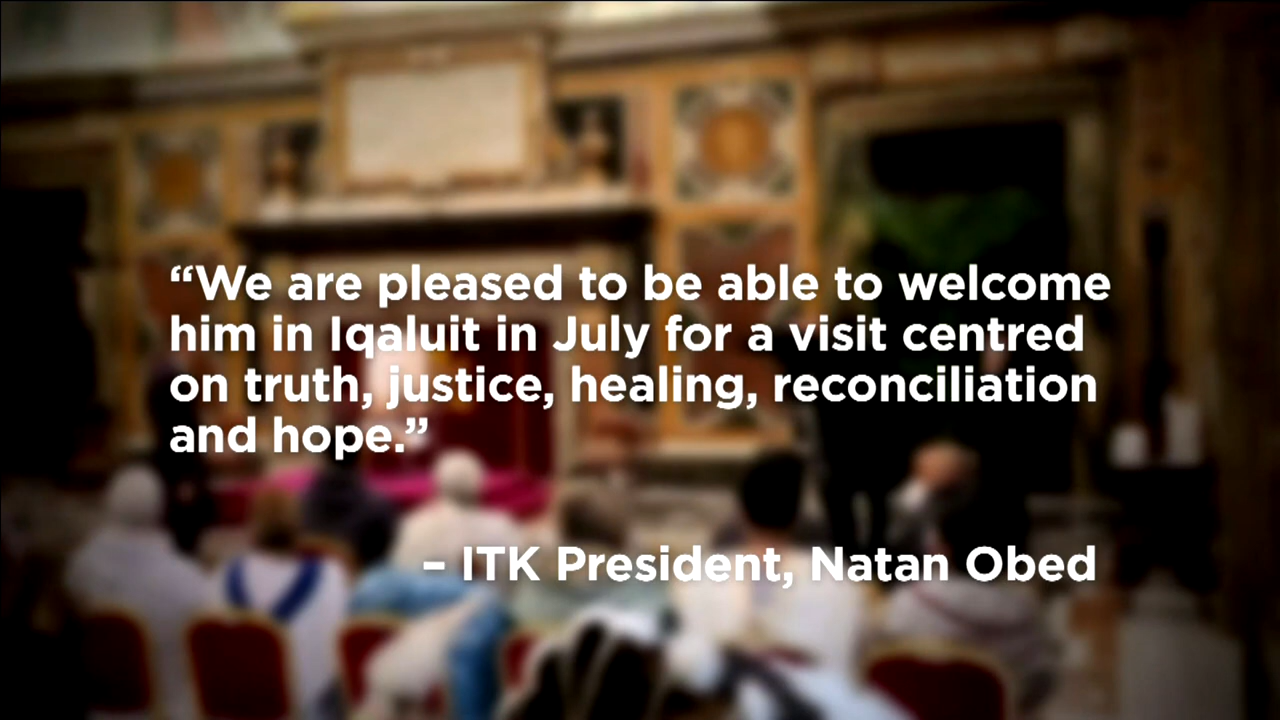 “We are pleased to be able to welcome
him in Iqaluit in July for a visit centred
on truth, justice, healing, reconciliation
and hope.”
– ITK President, Natan Obed